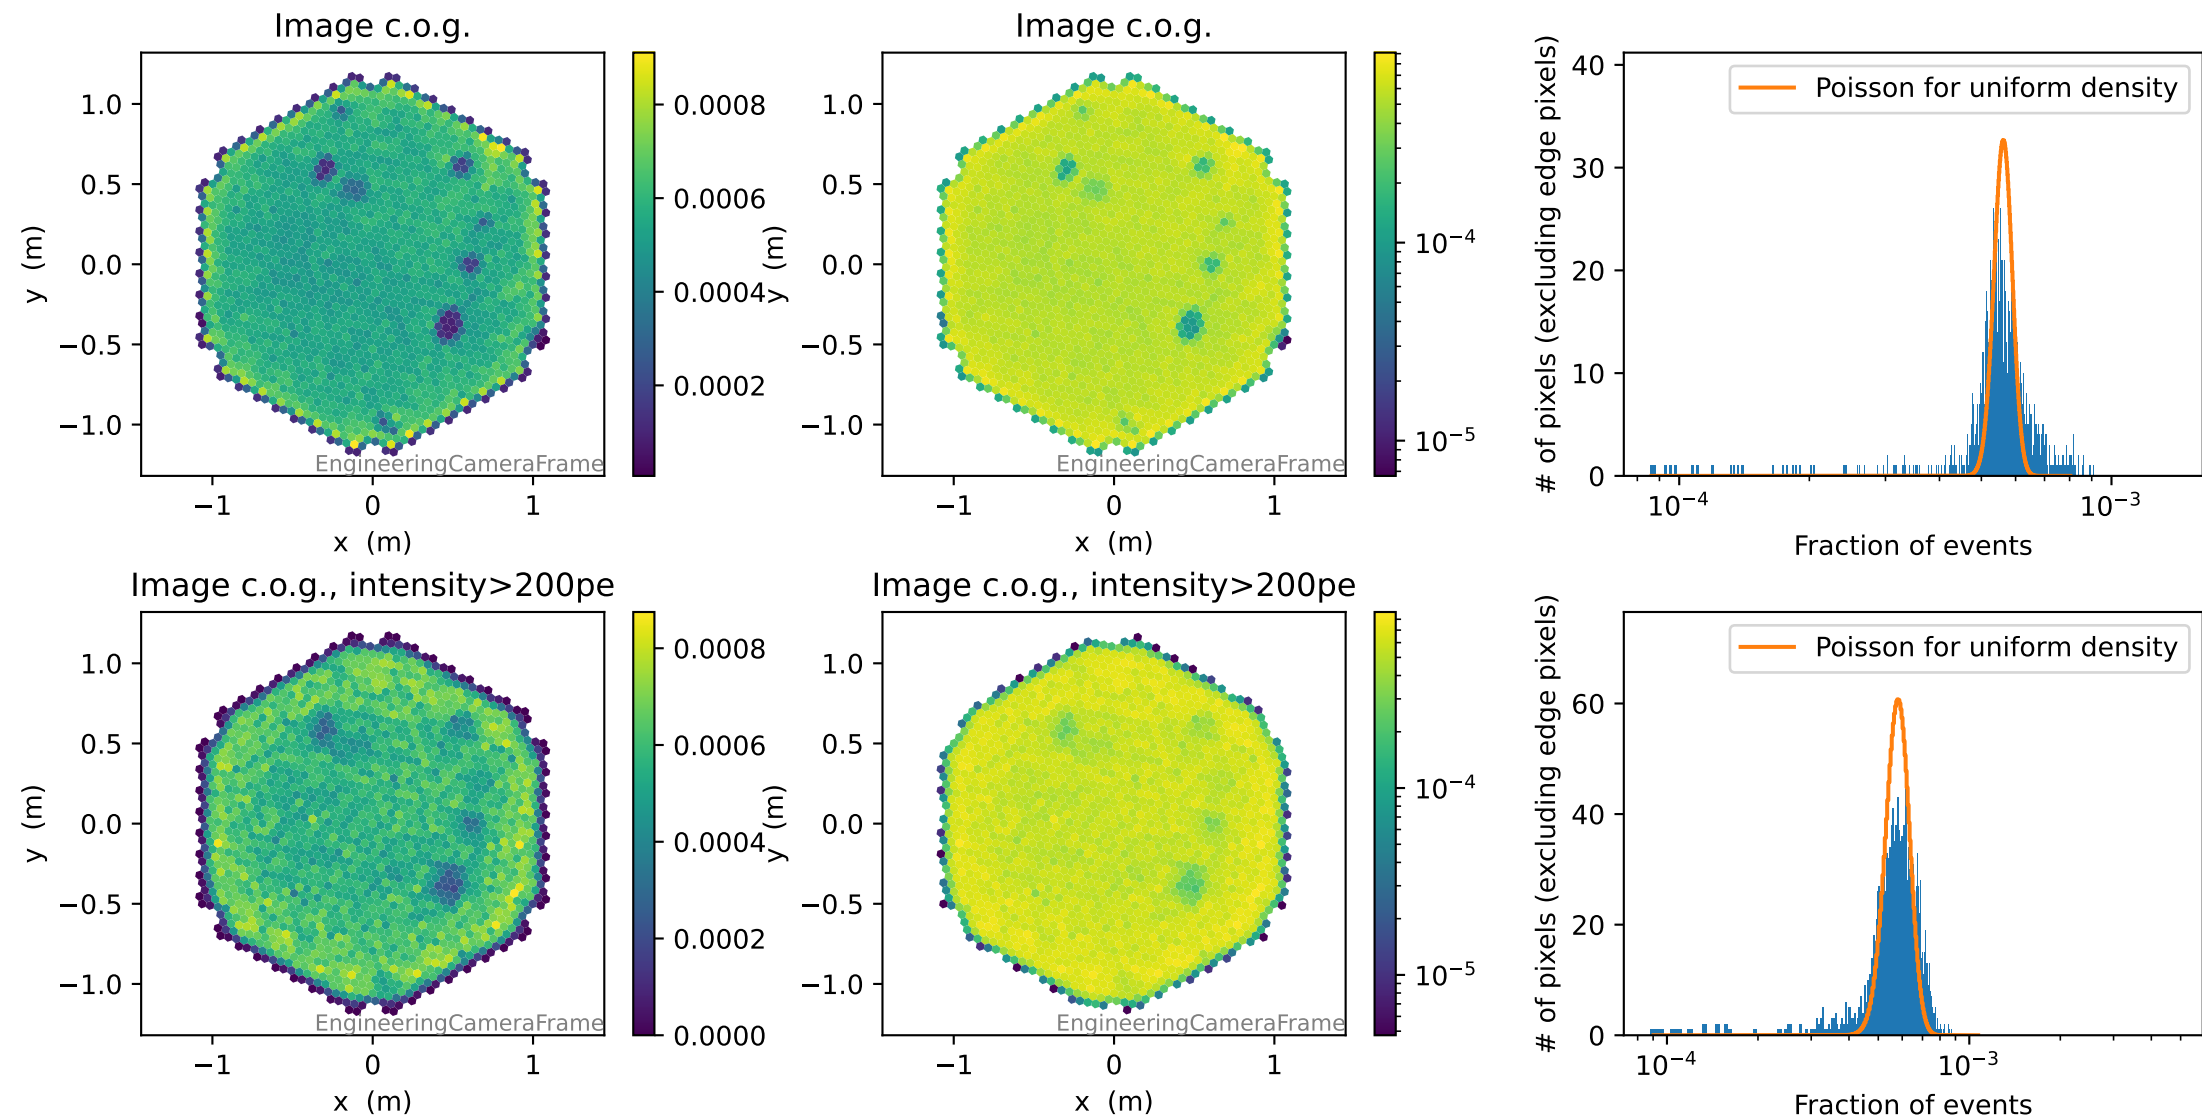 Image c.o.g.
1.0
0.5
0.0
−0.5
−1.0
y (m)
EngineeringCameraFrame
−1
0
1
x (m)
0.0008
0.0006
0.0004
0.0002
Image c.o.g.
1.0
0.5
0.0
−0.5
−1.0
y (m)
EngineeringCameraFrame
−1
0
1
x (m)
10⁻⁴
10⁻⁵
# of pixels (excluding edge pixels)
40
30
20
10
0
Poisson for uniform density
10⁻⁴
10⁻³
Fraction of events
Image c.o.g., intensity>200pe
1.0
0.5
0.0
−0.5
−1.0
y (m)
EngineeringCameraFrame
−1
0
1
x (m)
0.0008
0.0006
0.0004
0.0002
0.0000
Image c.o.g., intensity>200pe
1.0
0.5
0.0
−0.5
−1.0
y (m)
EngineeringCameraFrame
−1
0
1
x (m)
10⁻⁴
10⁻⁵
# of pixels (excluding edge pixels)
60
40
20
0
Poisson for uniform density
10⁻⁴
10⁻³
Fraction of events